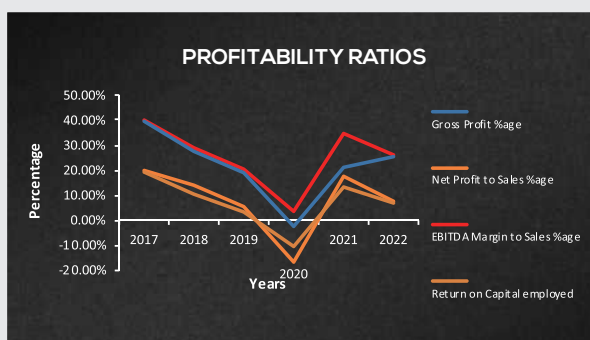 PROFITABILITY RATIOS
50.00%
40.00%
30.00%
20.00%
10.00%
0.00%
-10.00%
-20.00%
Percentage
2017 2018 2019 2020 2021 2022
Years
Gross Profit %age
Net Profit to Sales %age
EBITDA Margin to Sales %age
Return on Capital employed